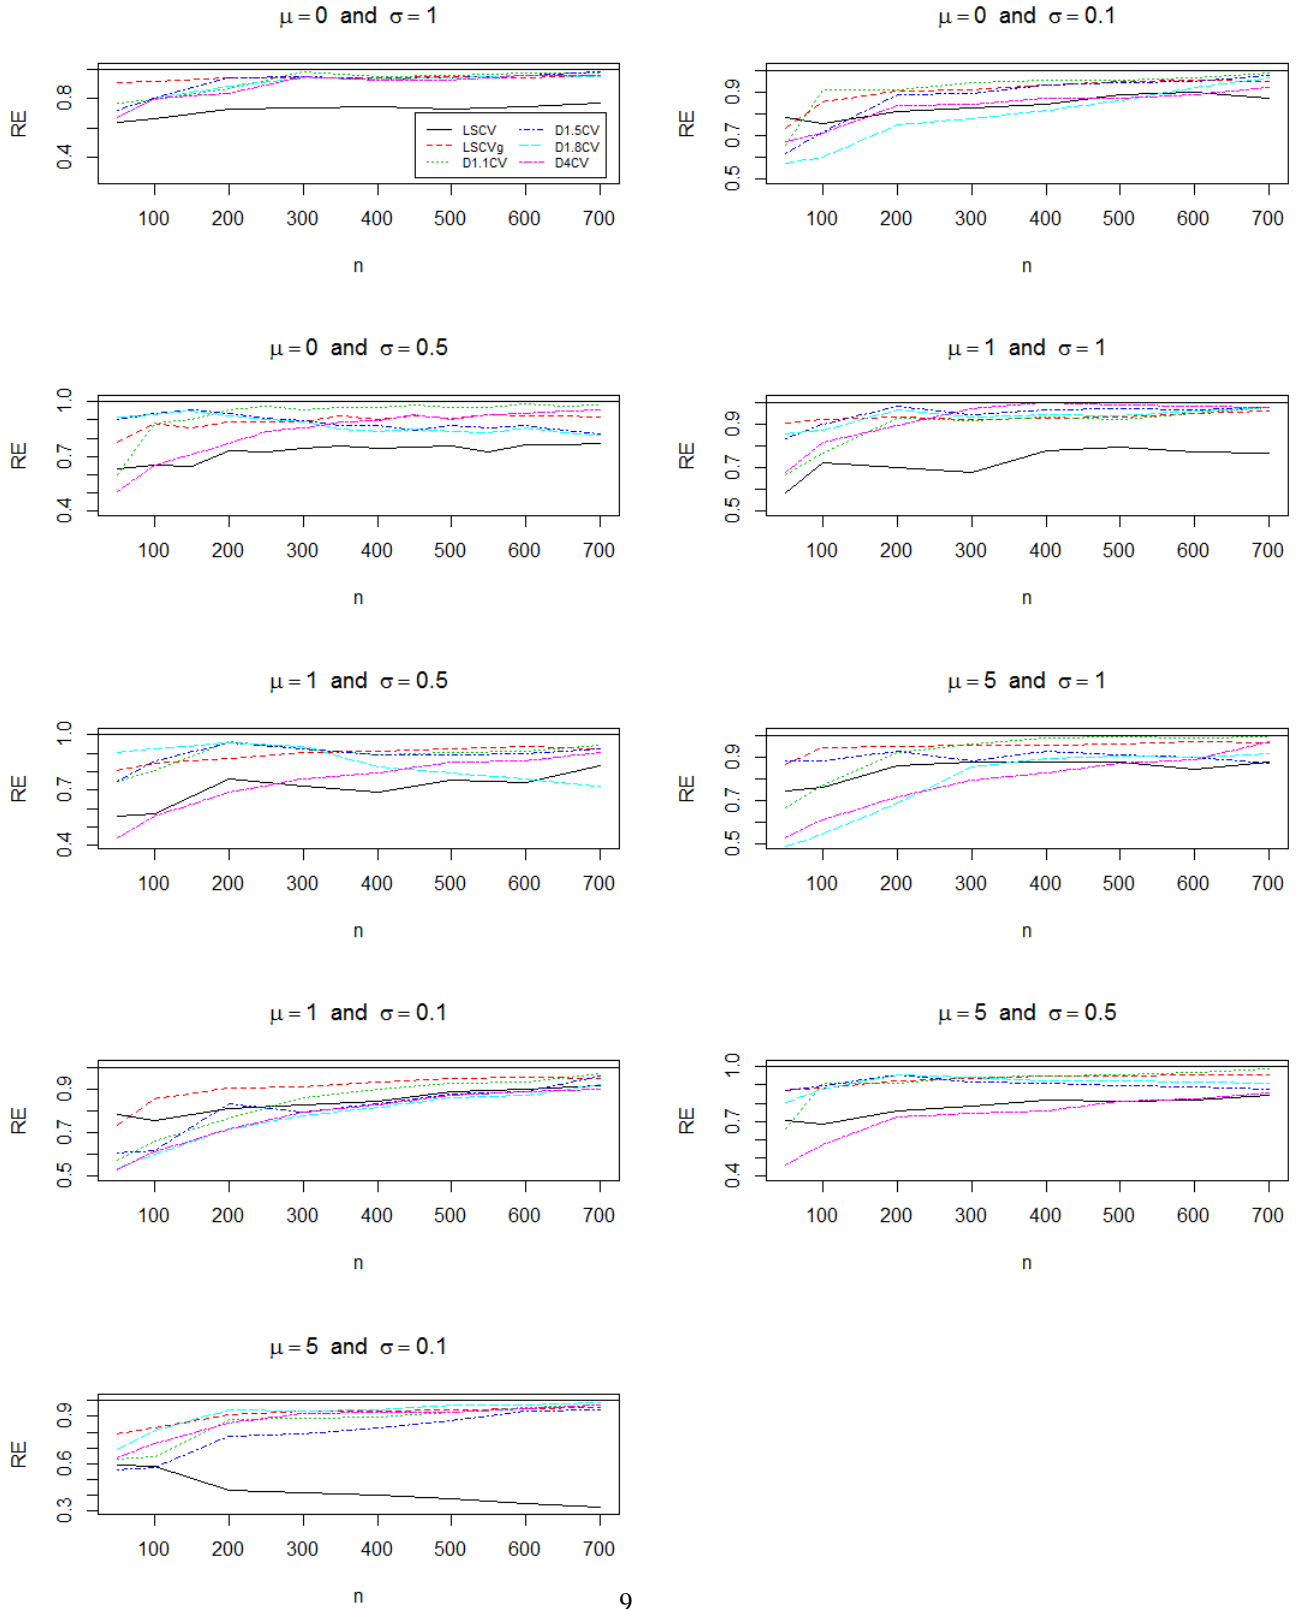 μ = 0 and σ = 1
RE
0.4 0.8
LSCV
LSCVg
D1.1CV
D1.5CV
D1.8CV
D4CV
100 200 300 400 500 600 700
n
μ = 0 and σ = 0.1
RE
0.5 0.7 0.9
100 200 300 400 500 600 700
n
μ = 0 and σ = 0.5
RE
0.4 0.7 1.0
100 200 300 400 500 600 700
n
μ = 1 and σ = 1
RE
0.5 0.7 0.9
100 200 300 400 500 600 700
n
μ = 1 and σ = 0.5
RE
0.4 0.7 1.0
100 200 300 400 500 600 700
n
μ = 5 and σ = 1
RE
0.5 0.7 0.9
100 200 300 400 500 600 700
n
μ = 1 and σ = 0.1
RE
0.5 0.7 0.9
100 200 300 400 500 600 700
n
μ = 5 and σ = 0.5
RE
0.4 0.7 1.0
100 200 300 400 500 600 700
n
μ = 5 and σ = 0.1
RE
0.3 0.6 0.9
100 200 300 400 500 600 700
n
9